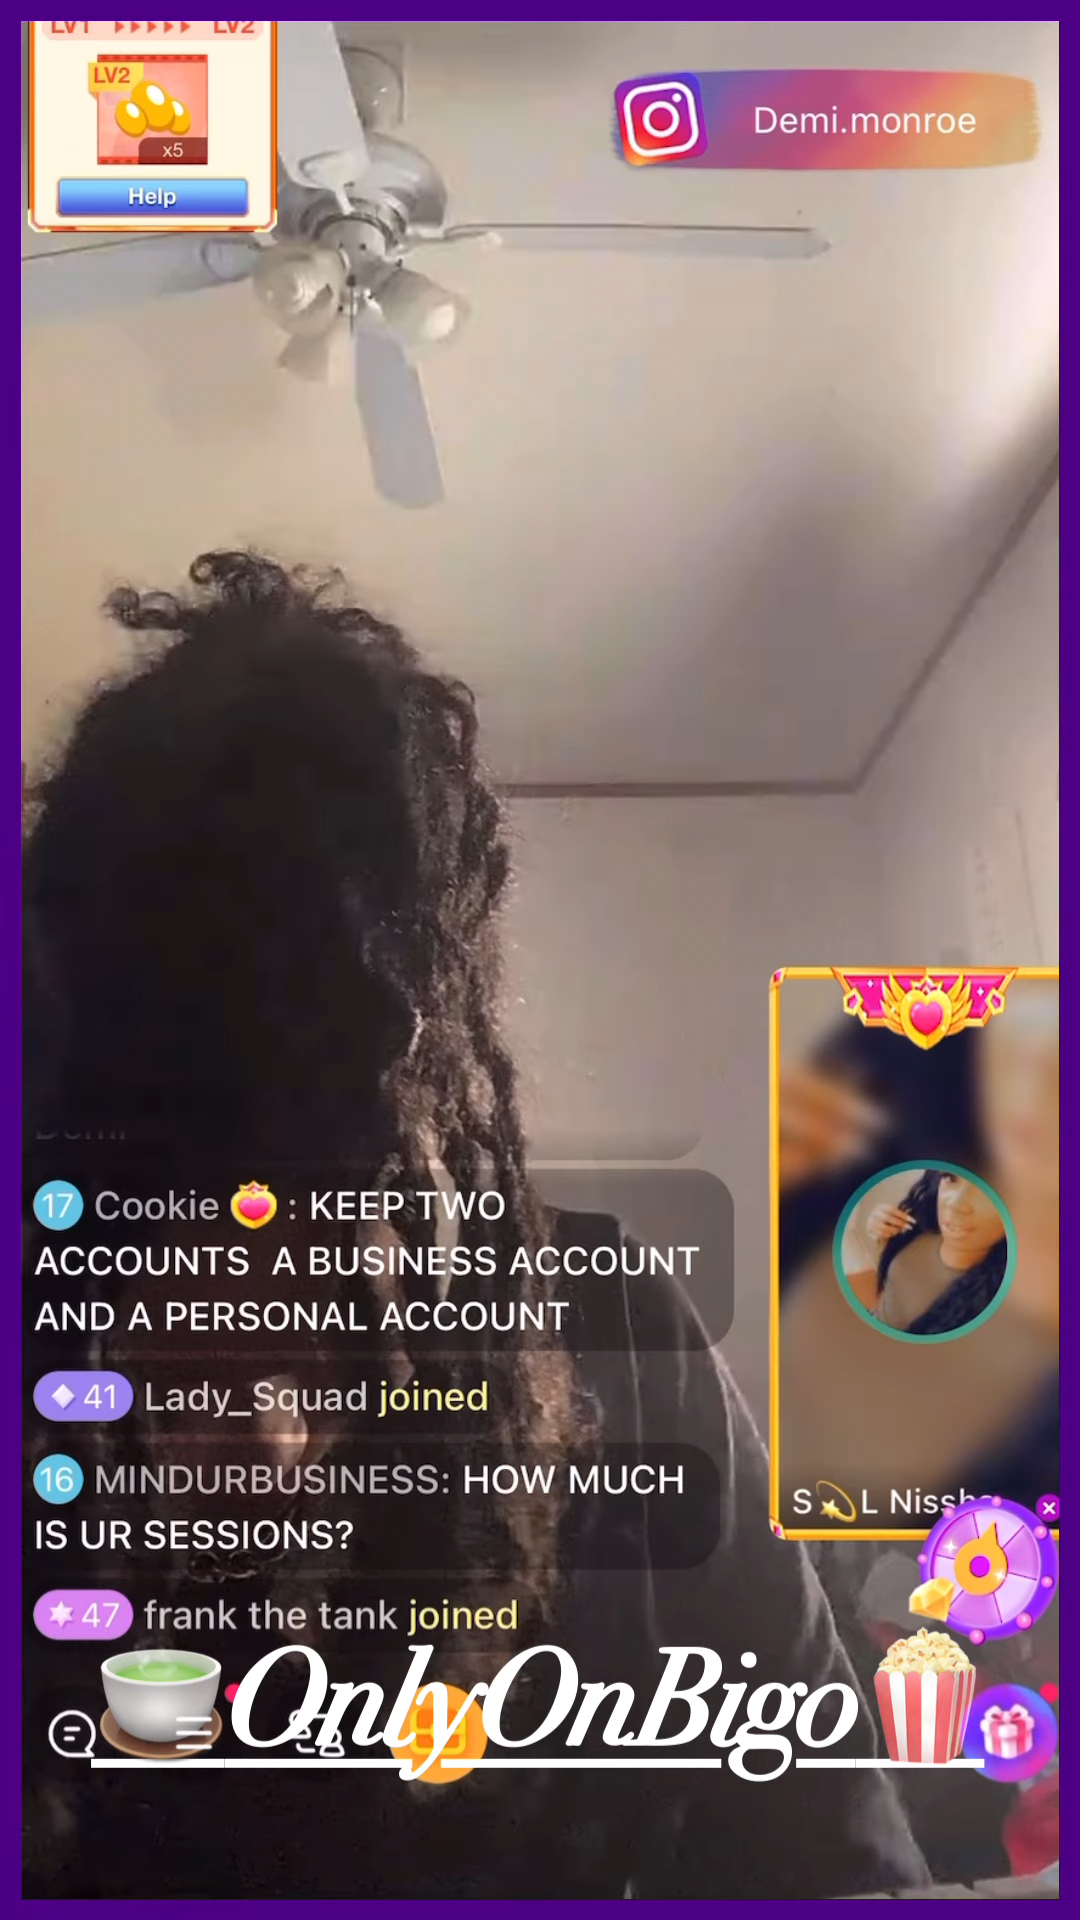 LV1 LV2
LV2
x5
Help
Demi.monroe
17 Cookie : KEEP TWO
ACCOUNTS A BUSINESS ACCOUNT
AND A PERSONAL ACCOUNT
41 Lady_Squad joined
16 MINDURBUSINESS: HOW MUCH
IS UR SESSIONS?
47 frank the tank joined
S💫L
OnlyOnBigo